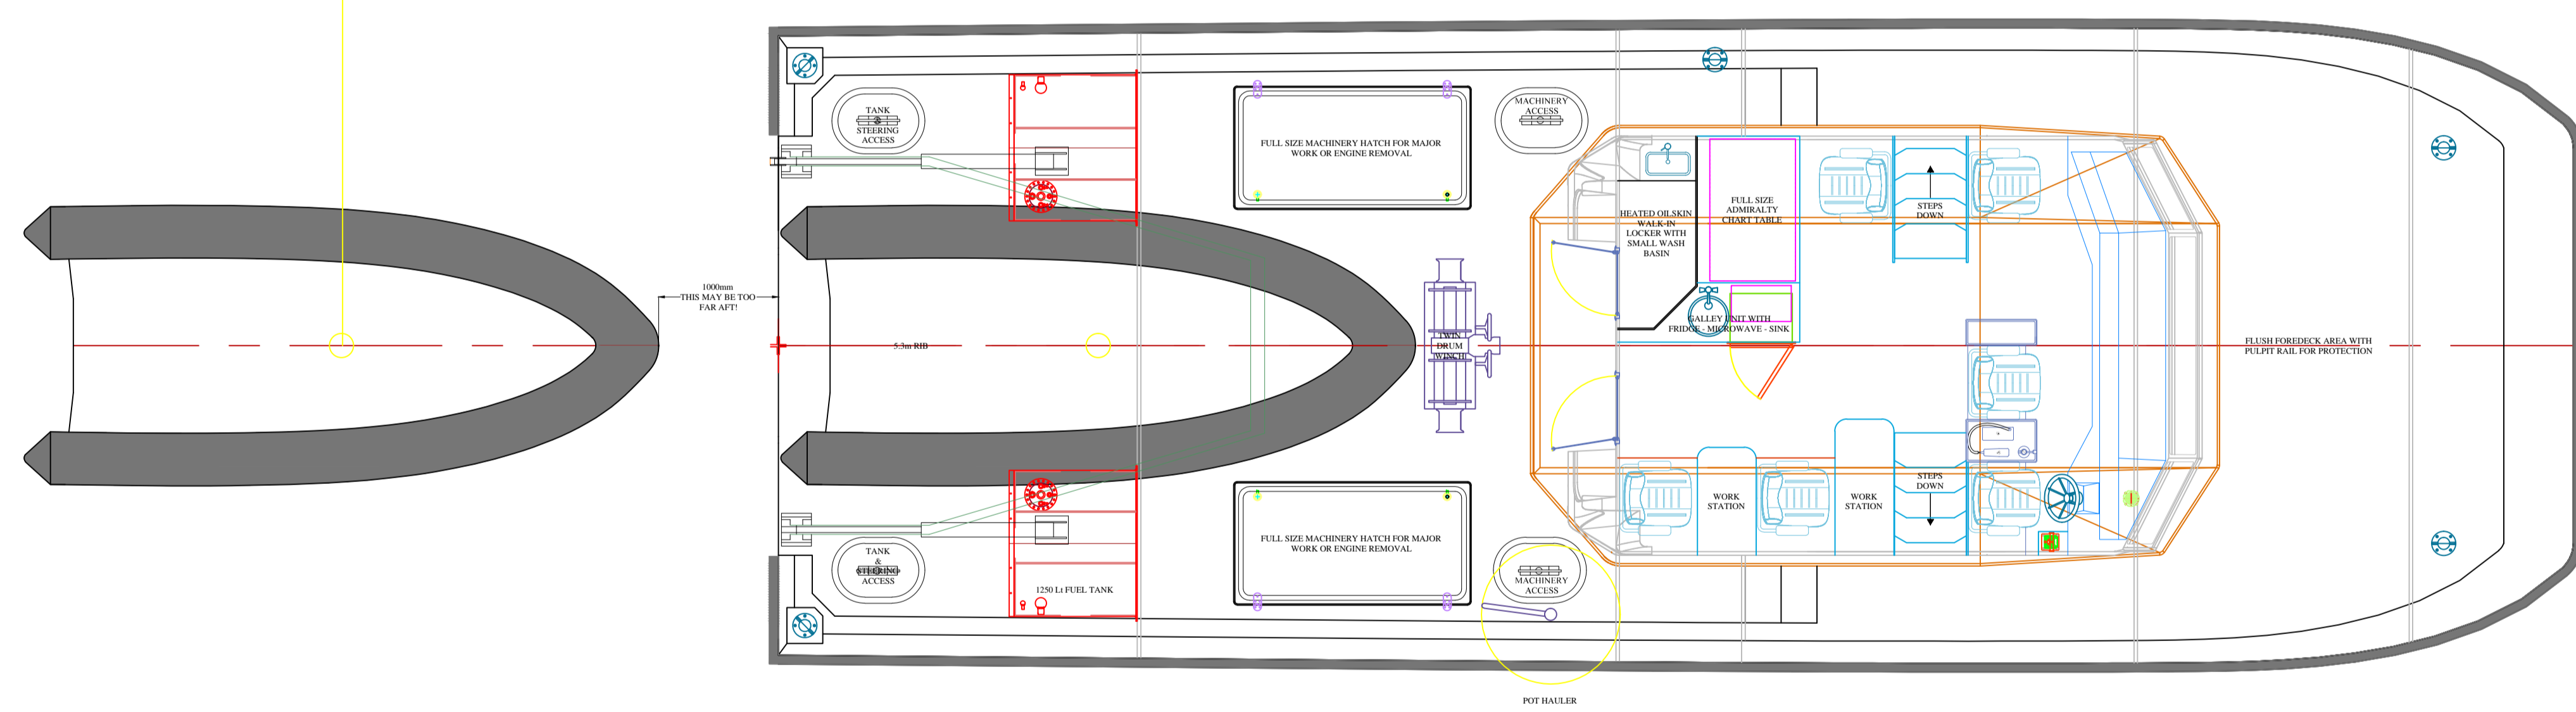 TANK
STEERING
ACCESS
FULL SIZE MACHINERY HATCH FOR MAJOR
WORK OR ENGINE REMOVAL
MACHINERY
ACCESS
HEATED OILSKIN
WALK-IN
LOCKER WITH
SMALL WASH
BASIN
FULL SIZE
ADMIRALTY
CHART TABLE
STEPS
DOWN
1000mm
THIS MAY BE TOO
FAR AFT!
5.3m RIB
TWIN
DRUM
WINCH
GALLEY UNIT WITH
FRIDGE - MICROWAVE - SINK
FLUSH FOREDECK AREA WITH
PULPIT RAIL FOR PROTECTION
WORK
STATION
WORK
STATION
STEPS
DOWN
TANK
&
STEERING
ACCESS
1250 Lt FUEL TANK
FULL SIZE MACHINERY HATCH FOR MAJOR
WORK OR ENGINE REMOVAL
MACHINERY
ACCESS
POT HAULER